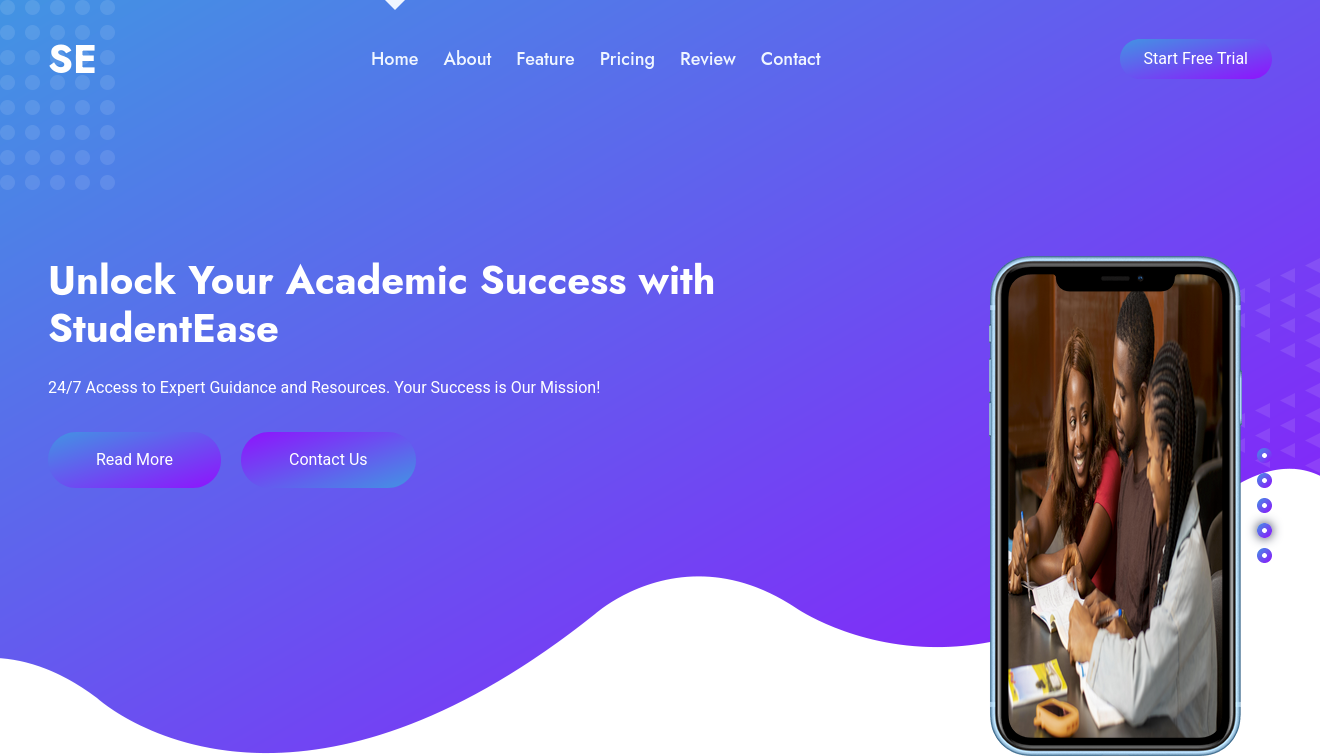 SE
Home About Feature Pricing Review Contact
Start Free Trial
Unlock Your Academic Success with
StudentEase
24/7 Access to Expert Guidance and Resources. Your Success is Our Mission!
Read More
Contact Us